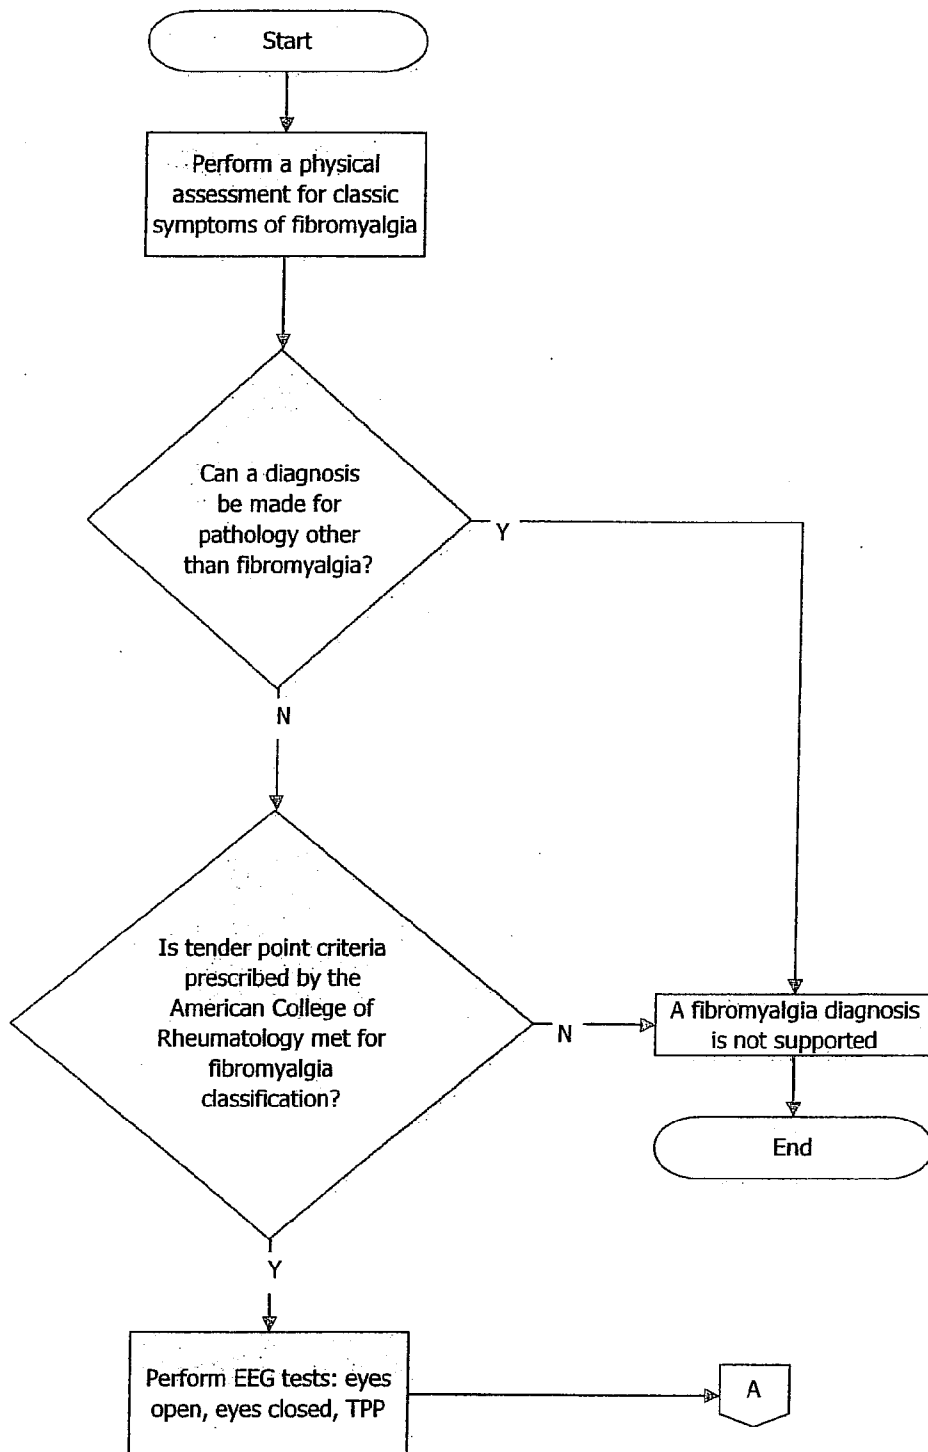 Start
Perform a physical
assessment for classic
symptoms of fibromyalgia
Can a diagnosis
be made for
pathology other
than fibromyalgia?
Y
N
Is tender point criteria
prescribed by the
American College of
Rheumatology met for
fibromyalgia
classification?
N
A fibromyalgia diagnosis
is not supported
End
Y
Perform EEG tests: eyes
open, eyes closed, TPP
A